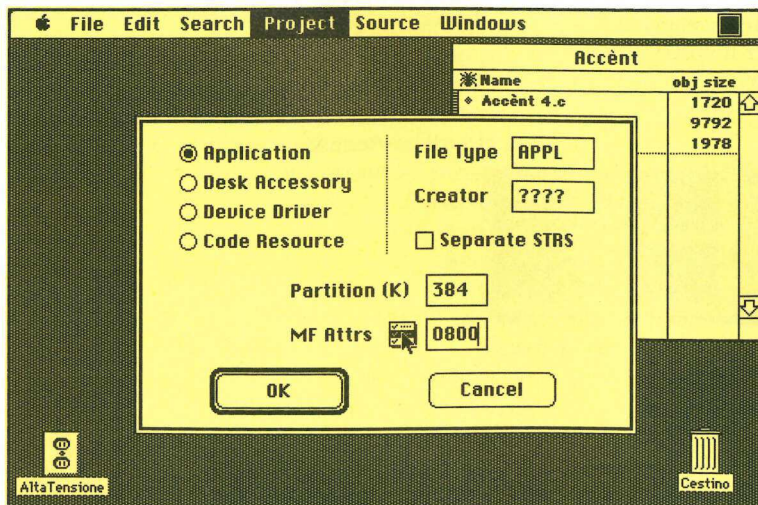 File Edit Search Project Source Windows
Accènt
Name obj size
Accènt 4.c 1720
9792
1978
Application
Desk Accessory
Device Driver
Code Resource
File Type APPL
Creator ????
Separate STRS
Partition (K) 384
MF Attrs 0800
OK Cancel
AltaTensione
Cestino